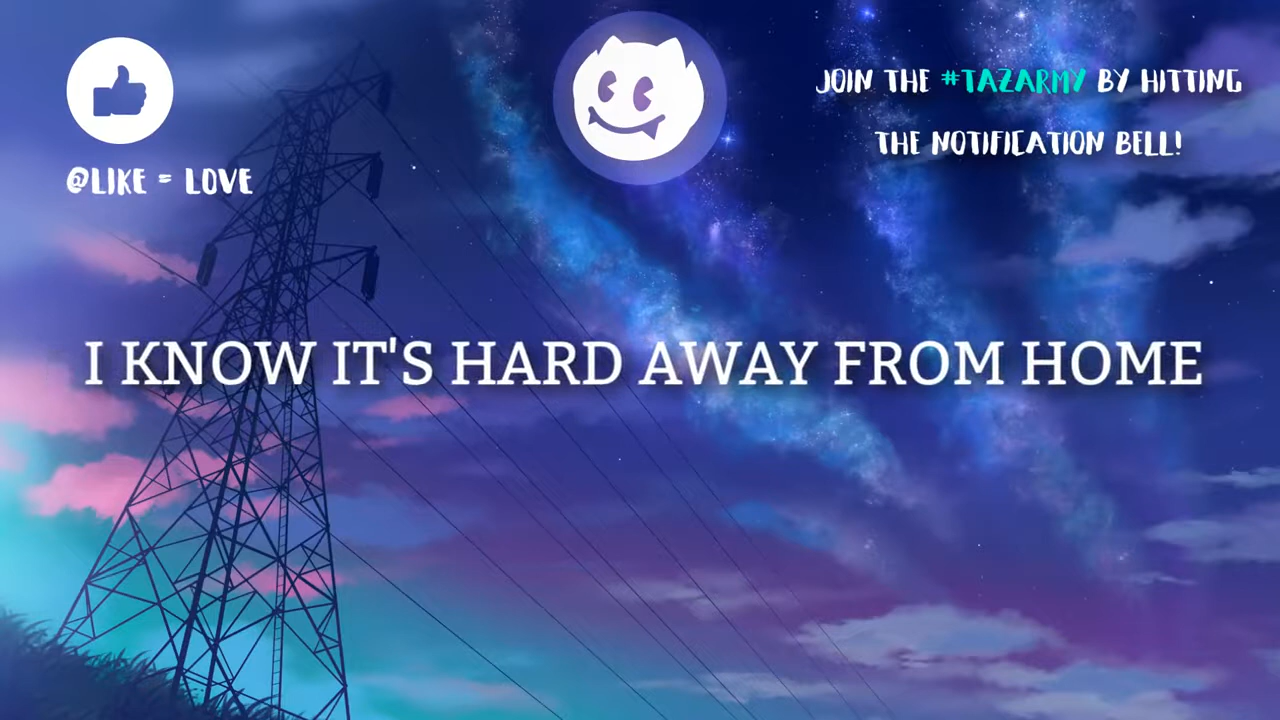 @LIKE = LOVE
JOIN THE #TAZARMY BY HITTING
THE NOTIFICATION BELL!
I KNOW IT'S HARD AWAY FROM HOME